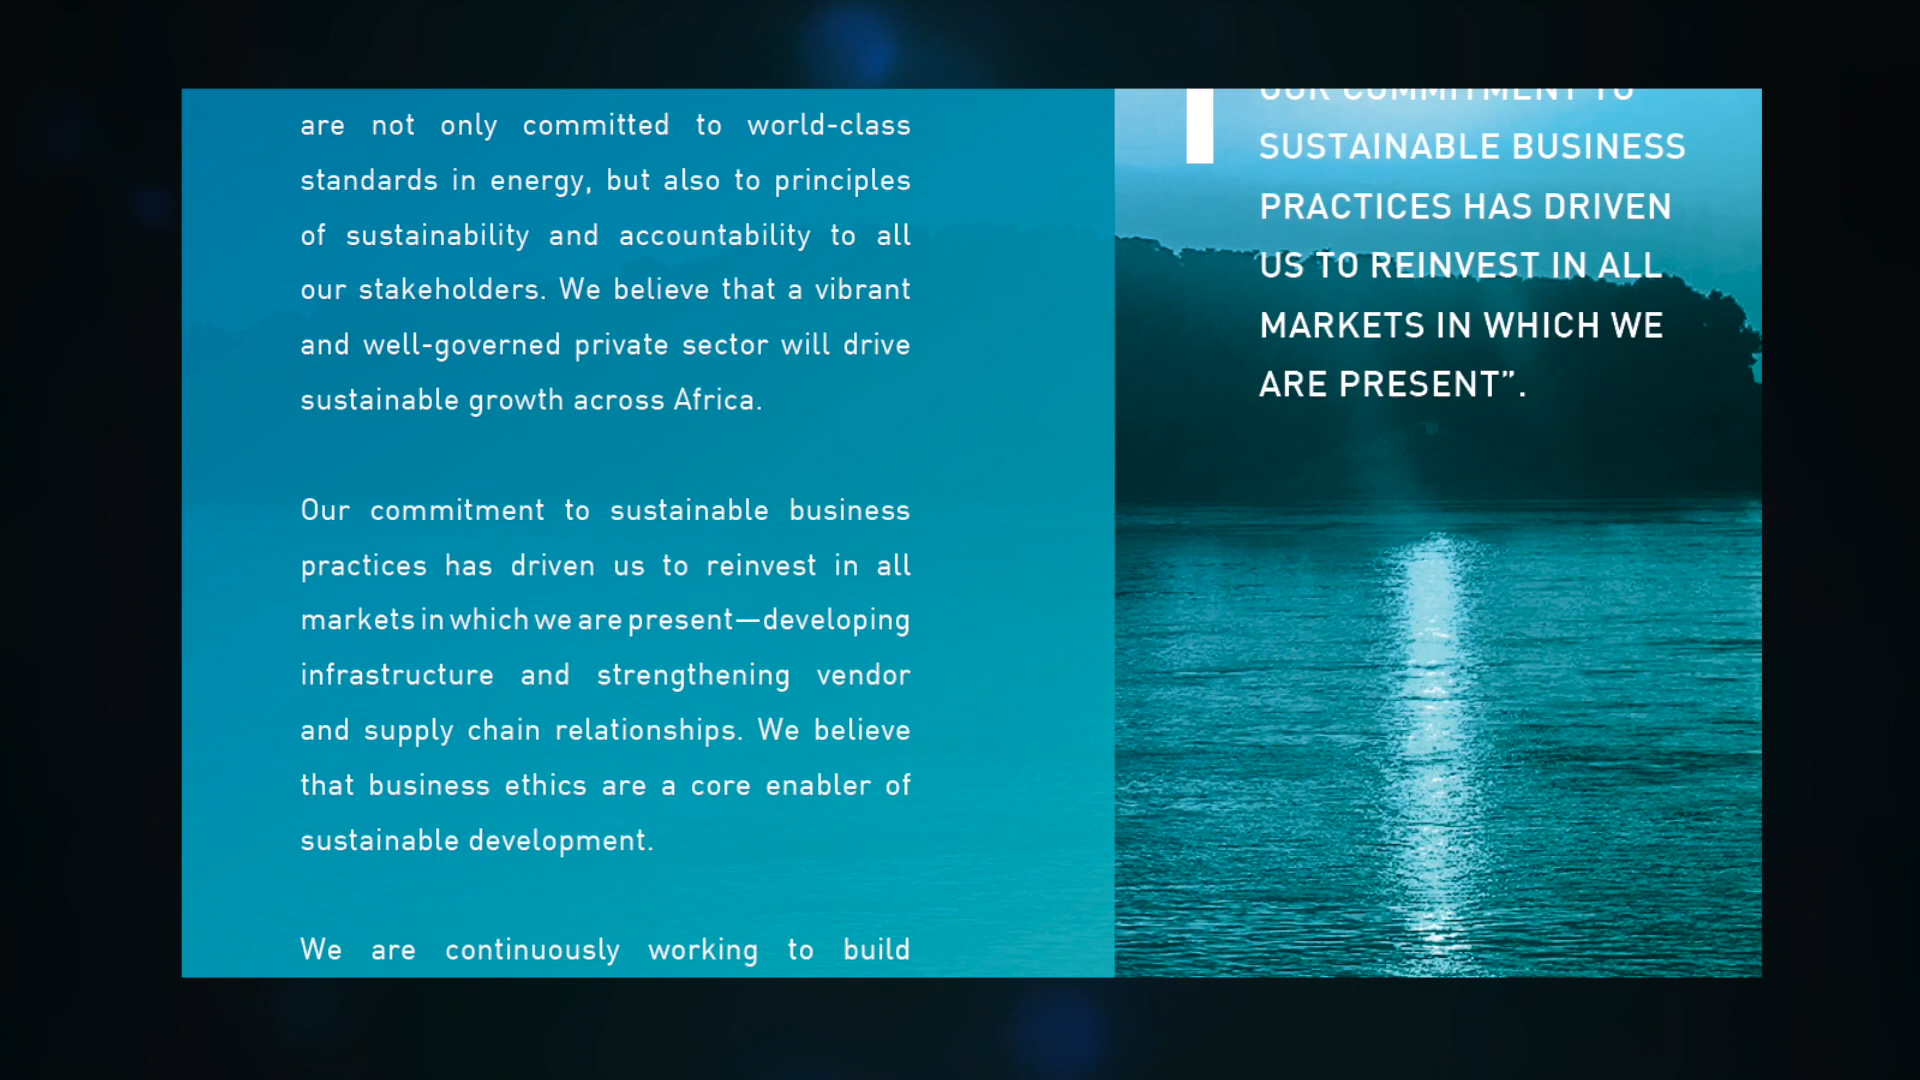 are not only committed to world-class
standards in energy, but also to principles
of sustainability and accountability to all
our stakeholders. We believe that a vibrant
and well-governed private sector will drive
sustainable growth across Africa.
Our commitment to sustainable business
practices has driven us to reinvest in all
markets in which we are present—developing
infrastructure and strengthening vendor
and supply chain relationships. We believe
that business ethics are a core enabler of
sustainable development.
We are continuously working to build
OUR COMMITMENT TO
SUSTAINABLE BUSINESS
PRACTICES HAS DRIVEN
US TO REINVEST IN ALL
MARKETS IN WHICH WE
ARE PRESENT”.